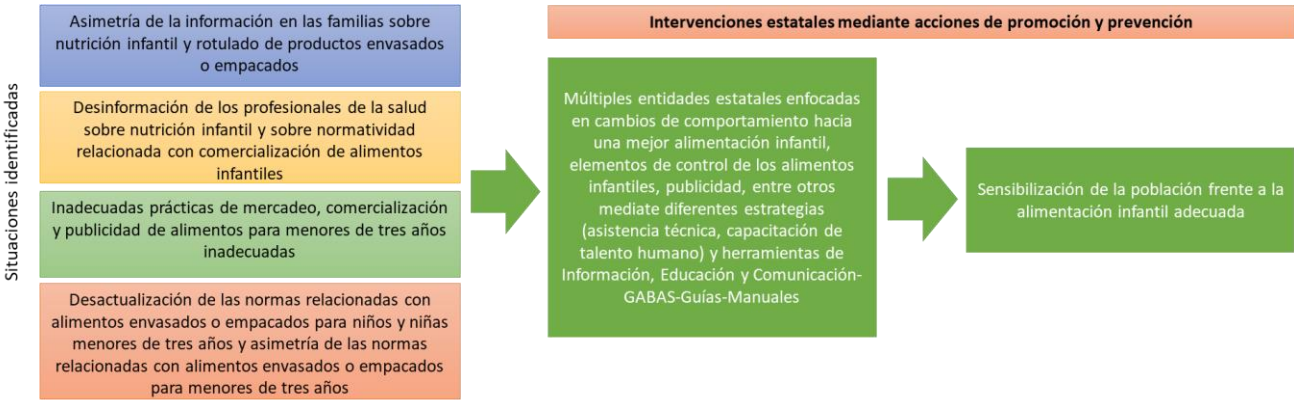 Situaciones identificadas
Asimetría de la información en las familias sobre
nutrición infantil y rotulado de productos envasados
o empacados
Desinformación de los profesionales de la salud
sobre nutrición infantil y sobre normatividad
relacionada con comercialización de alimentos
infantiles
Inadecuadas prácticas de mercadeo, comercialización
y publicidad de alimentos para menores de tres años
inadecuadas
Desactualización de las normas relacionadas con
alimentos envasados o empacados para niños y niñas
menores de tres años y asimetría de las normas
relacionadas con alimentos envasados o empacados
para menores de tres años
Intervenciones estatales mediante acciones de promoción y prevención
Múltiples entidades estatales enfocadas
en cambios de comportamiento hacia
una mejor alimentación infantil,
elementos de control de los alimentos
infantiles, publicidad, entre otros
mediate diferentes estrategias
(asistencia técnica, capacitación de
talento humano) y herramientas de
Información, Educación y Comunicación-
GABAS-Guías-Manuales
Sensibilización de la población frente a la
alimentación infantil adecuada